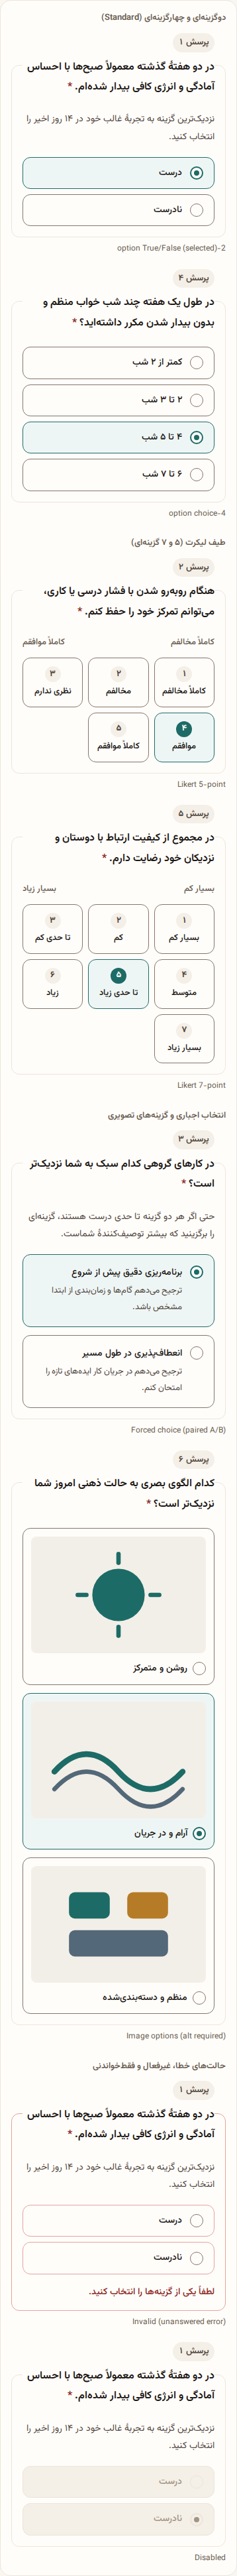 دوگزینه‌ای و چهارگزینه‌ای (Standard)
پرسش ۱
در دو هفتهٔ گذشته معمولاً صبح‌ها با احساس
آمادگی و انرژی کافی بیدار شده‌ام. *
نزدیک‌ترین گزینه به تجربهٔ غالب خود در ۱۴ روز اخیر را
انتخاب کنید.
درست
نادرست
option True/False (selected)-2
پرسش ۴
در طول یک هفته چند شب خواب منظم و
بدون بیدار شدن مکرر داشته‌اید؟ *
کمتر از ۲ شب
۲ تا ۳ شب
۴ تا ۵ شب
۶ تا ۷ شب
option choice-4
طیف لیکرت (۵ و ۷ گزینه‌ای)
پرسش ۲
هنگام روبه‌رو شدن با فشار درسی یا کاری،
می‌توانم تمرکز خود را حفظ کنم. *
کاملاً مخالفم
کاملاً موافقم
۱
کاملاً مخالفم
۲
مخالفم
۳
نظری ندارم
۴
موافقم
۵
کاملاً موافقم
Likert 5-point
پرسش ۵
در مجموع از کیفیت ارتباط با دوستان و
نزدیکان خود رضایت دارم. *
بسیار کم
بسیار زیاد
۱
بسیار کم
۲
کم
۳
تا حدی کم
۴
متوسط
۵
تا حدی زیاد
۶
زیاد
۷
بسیار زیاد
Likert 7-point
انتخاب اجباری و گزینه‌های تصویری
پرسش ۳
در کارهای گروهی کدام سبک به شما نزدیک‌تر
است؟ *
حتی اگر هر دو گزینه تا حدی درست هستند، گزینه‌ای
را برگزینید که بیشتر توصیف‌کنندهٔ شماست.
برنامه‌ریزی دقیق پیش از شروع
ترجیح می‌دهم گام‌ها و زمان‌بندی از ابتدا
مشخص باشد.
انعطاف‌پذیری در طول مسیر
ترجیح می‌دهم در جریان کار ایده‌های تازه را
امتحان کنم.
Forced choice (paired A/B)
پرسش ۶
کدام الگوی بصری به حالت ذهنی امروز شما
نزدیک‌تر است؟ *
روشن و متمرکز
آرام و در جریان
منظم و دسته‌بندی‌شده
Image options (alt required)
حالت‌های خطا، غیرفعال و فقط‌خواندنی
پرسش ۱
در دو هفتهٔ گذشته معمولاً صبح‌ها با احساس
آمادگی و انرژی کافی بیدار شده‌ام. *
نزدیک‌ترین گزینه به تجربهٔ غالب خود در ۱۴ روز اخیر را
انتخاب کنید.
درست
نادرست
لطفاً یکی از گزینه‌ها را انتخاب کنید.
Invalid (unanswered error)
پرسش ۱
در دو هفتهٔ گذشته معمولاً صبح‌ها با احساس
آمادگی و انرژی کافی بیدار شده‌ام. *
نزدیک‌ترین گزینه به تجربهٔ غالب خود در ۱۴ روز اخیر را
انتخاب کنید.
درست
نادرست
Disabled